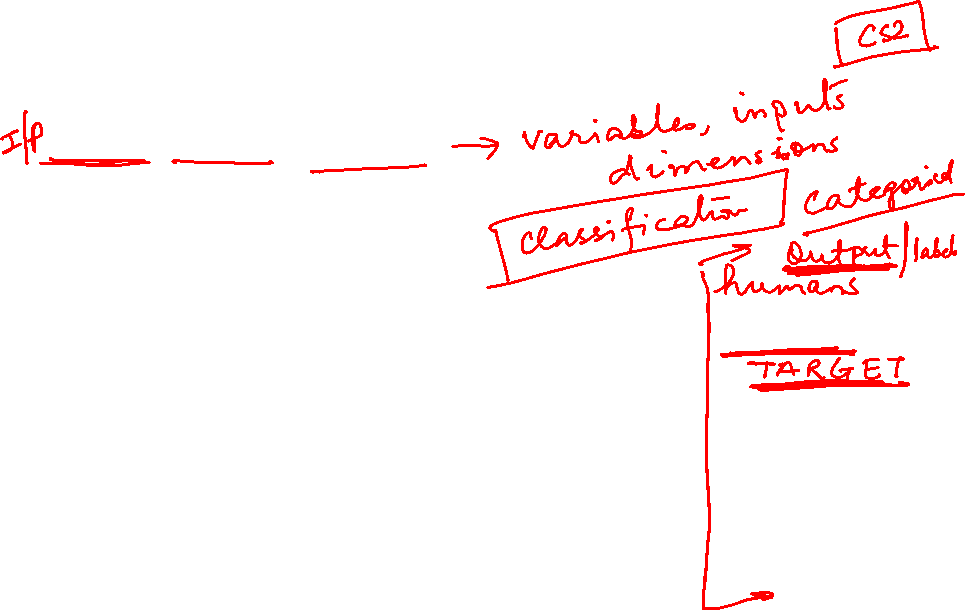 CS2
I/P
variables, inputs
dimensions
classification
categorical
output/label
humans
TARGET